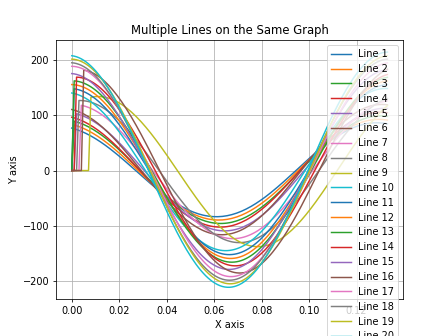 Multiple Lines on the Same Graph
Y axis
200
100
0
−100
−200
0.00
0.02
0.04
0.06
0.08
0.10
X axis
Line 1
Line 2
Line 3
Line 4
Line 5
Line 6
Line 7
Line 8
Line 9
Line 10
Line 11
Line 12
Line 13
Line 14
Line 15
Line 16
Line 17
Line 18
Line 19
Line 20